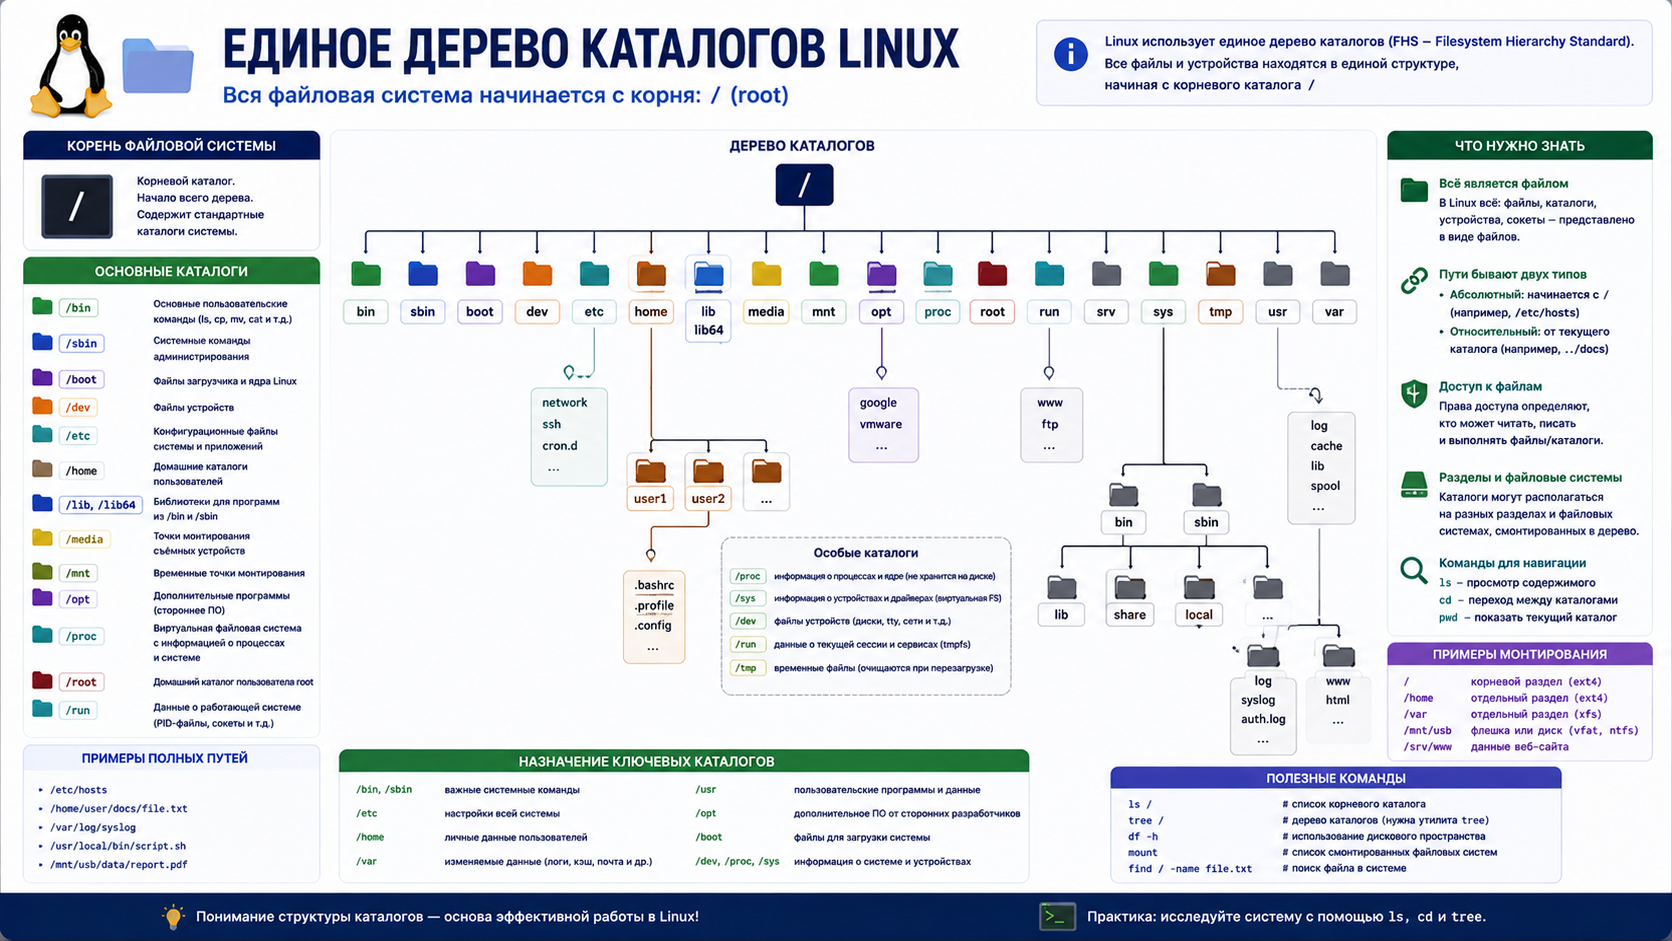 ЕДИНОЕ ДЕРЕВО КАТАЛОГОВ LINUX
Вся файловая система начинается с корня: / (root)
i
Linux использует единое дерево каталогов (FHS – Filesystem Hierarchy Standard).
Все файлы и устройства находятся в единой структуре,
начиная с корневого каталога /
КОРЕНЬ ФАЙЛОВОЙ СИСТЕМЫ
/
Корневой каталог.
Начало всего дерева.
Содержит стандартные
каталоги системы.
ОСНОВНЫЕ КАТАЛОГИ
/bin
Основные пользовательские
команды (ls, cp, mv, cat и т.д.)
/sbin
Системные команды
администрирования
/boot
Файлы загрузчика и ядра Linux
/dev
Файлы устройств
/etc
Конфигурационные файлы
системы и приложений
/home
Домашние каталоги
пользователей
/lib, /lib64
Библиотеки для программ
из /bin и /sbin
/media
Точки монтирования
съёмных устройств
/mnt
Временные точки монтирования
/opt
Дополнительные программы
(стороннее ПО)
/proc
Виртуальная файловая система
с информацией о процессах
и системе
/root
Домашний каталог пользователя root
/run
Данные о работающей системе
(PID-файлы, сокеты и т.д.)
ПРИМЕРЫ ПОЛНЫХ ПУТЕЙ
• /etc/hosts
• /home/user/docs/file.txt
• /var/log/syslog
• /usr/local/bin/script.sh
• /mnt/usb/data/report.pdf
ДЕРЕВО КАТАЛОГОВ
/
bin sbin boot dev etc home lib media mnt opt proc root run srv sys tmp usr var
lib64
network
ssh
cron.d
...
user1 user2 ...
.bashrc
.profile
.config
...
google
vmware
...
www
ftp
...
bin sbin
lib share local ...
log
cache
lib
spool
...
log
syslog
auth.log
...
www
html
...
Особые каталоги
/proc информация о процессах и ядре (не хранится на диске)
/sys информация о устройствах и драйверах (виртуальная FS)
/dev файлы устройств (диски, tty, сети и т.д.)
/run данные о текущей сессии и сервисах (tmpfs)
/tmp временные файлы (очищаются при перезагрузке)
НАЗНАЧЕНИЕ КЛЮЧЕВЫХ КАТАЛОГОВ
/bin, /sbin важные системные команды
/etc настройки всей системы
/home личные данные пользователей
/var изменяемые данные (логи, кэш, почта и др.)
/usr пользовательские программы и данные
/opt дополнительное ПО от сторонних разработчиков
/boot файлы для загрузки системы
/dev, /proc, /sys информация о системе и устройствах
ЧТО НУЖНО ЗНАТЬ
Всё является файлом
В Linux всё: файлы, каталоги,
устройства, сокеты – представлено
в виде файлов.
Пути бывают двух типов
• Абсолютный: начинается с /
(например, /etc/hosts)
• Относительный: от текущего
каталога (например, ../docs)
Доступ к файлам
Права доступа определяют,
кто может читать, писать
и выполнять файлы/каталоги.
Разделы и файловые системы
Каталоги могут располагаться
на разных разделах и файловых
системах, смонтированных в дерево.
Команды для навигации
ls – просмотр содержимого
cd – переход между каталогами
pwd – показать текущий каталог
ПРИМЕРЫ МОНТИРОВАНИЯ
/ корневой раздел (ext4)
/home отдельный раздел (ext4)
/var отдельный раздел (xfs)
/mnt/usb флешка или диск (vfat, ntfs)
/srv/www данные веб-сайта
ПОЛЕЗНЫЕ КОМАНДЫ
ls / # список корневого каталога
tree / # дерево каталогов (нужна утилита tree)
df -h # использование дискового пространства
mount # список смонтированных файловых систем
find / -name file.txt # поиск файла в системе
Понимание структуры каталогов — основа эффективной работы в Linux!
>_
Практика: исследуйте систему с помощью ls, cd и tree.